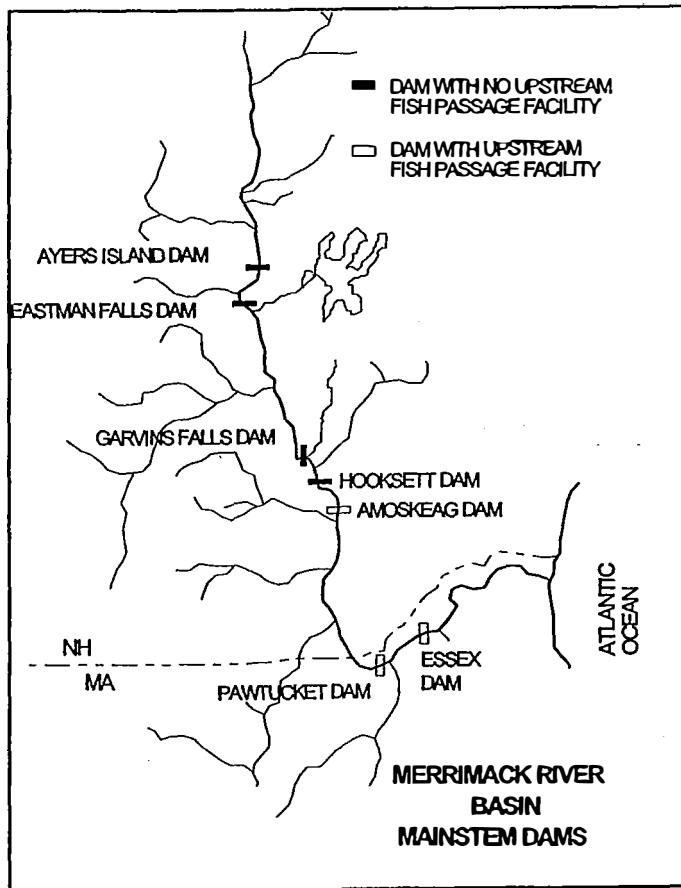 DAM WITH NO UPSTREAM
FISH PASSAGE FACILITY
DAM WITH UPSTREAM
FISH PASSAGE FACILITY
AYERS ISLAND DAM
EASTMAN FALLS DAM
GARVINS FALLS DAM
HOOKSETT DAM
AMOSKEAG DAM
ATLANTIC
OCEAN
NH
MA
ESSEX
DAM
PAWTUCKET DAM
MERRIMACK RIVER
BASIN
MAINSTEM DAMS